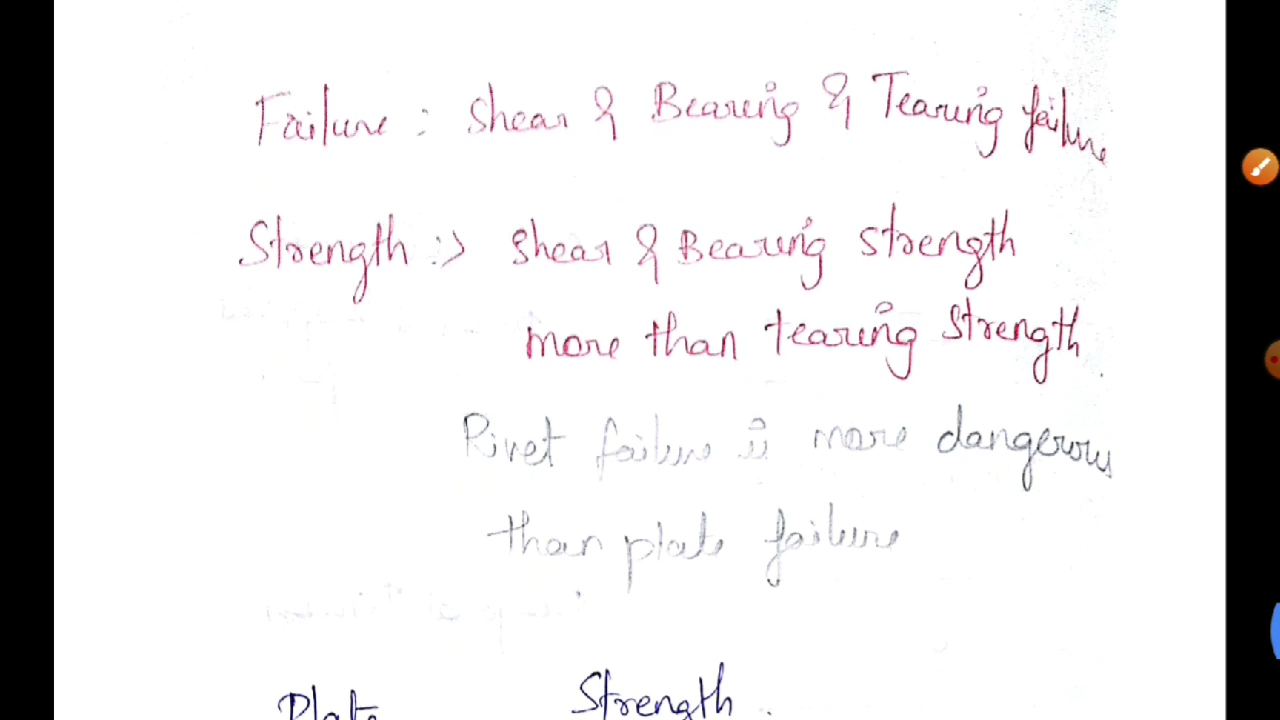 Failure : Shear & Bearing & Tearing failure
Strength :-> Shear & Bearing strength
more than tearing strength
Rivet failure is more dangerous
than plate failure
Plate Strength